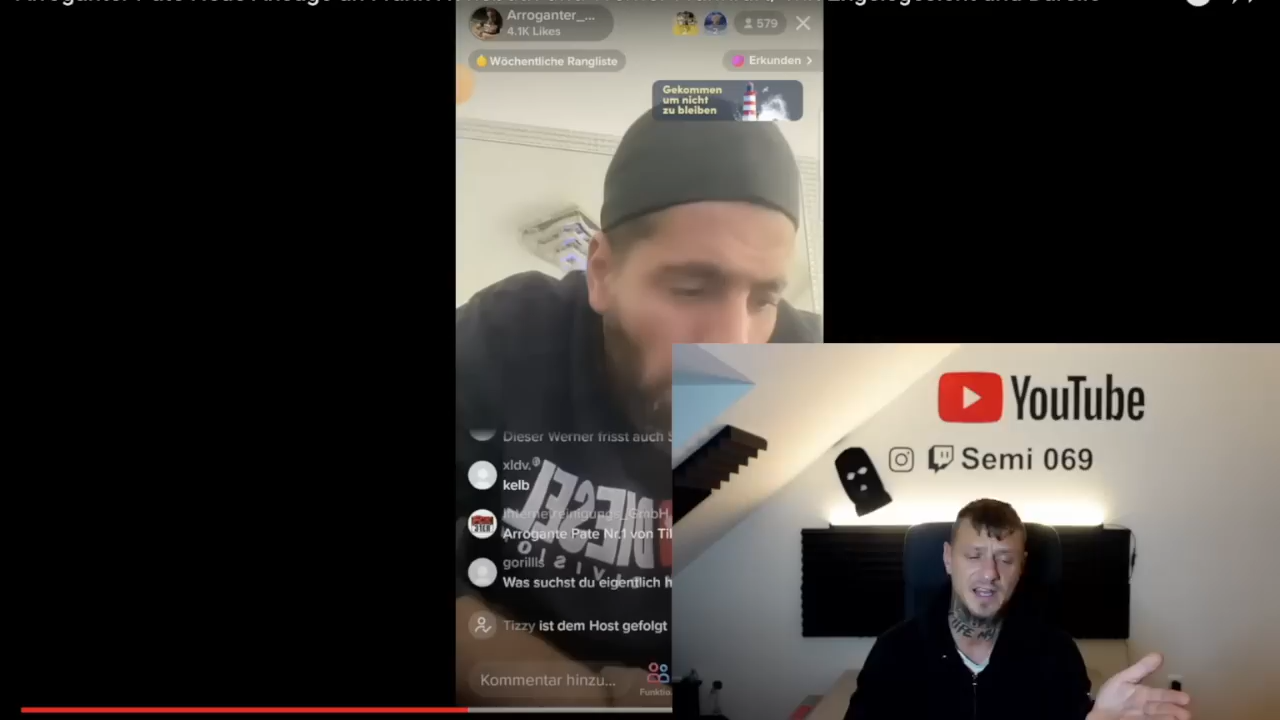 Arroganter_...
4.1K Likes
579
Wöchentliche Rangliste
Erkunden >
Gekommen
um nicht
zu bleiben
Dieser Werner frisst auch
xldv.®
kelb
Arrogante Pate Nr.1 von
gorillis
Was suchst du eigentlich
Tizzy ist dem Host gefolgt
Kommentar hinzu...
DIESEL
YouTube
Semi 069